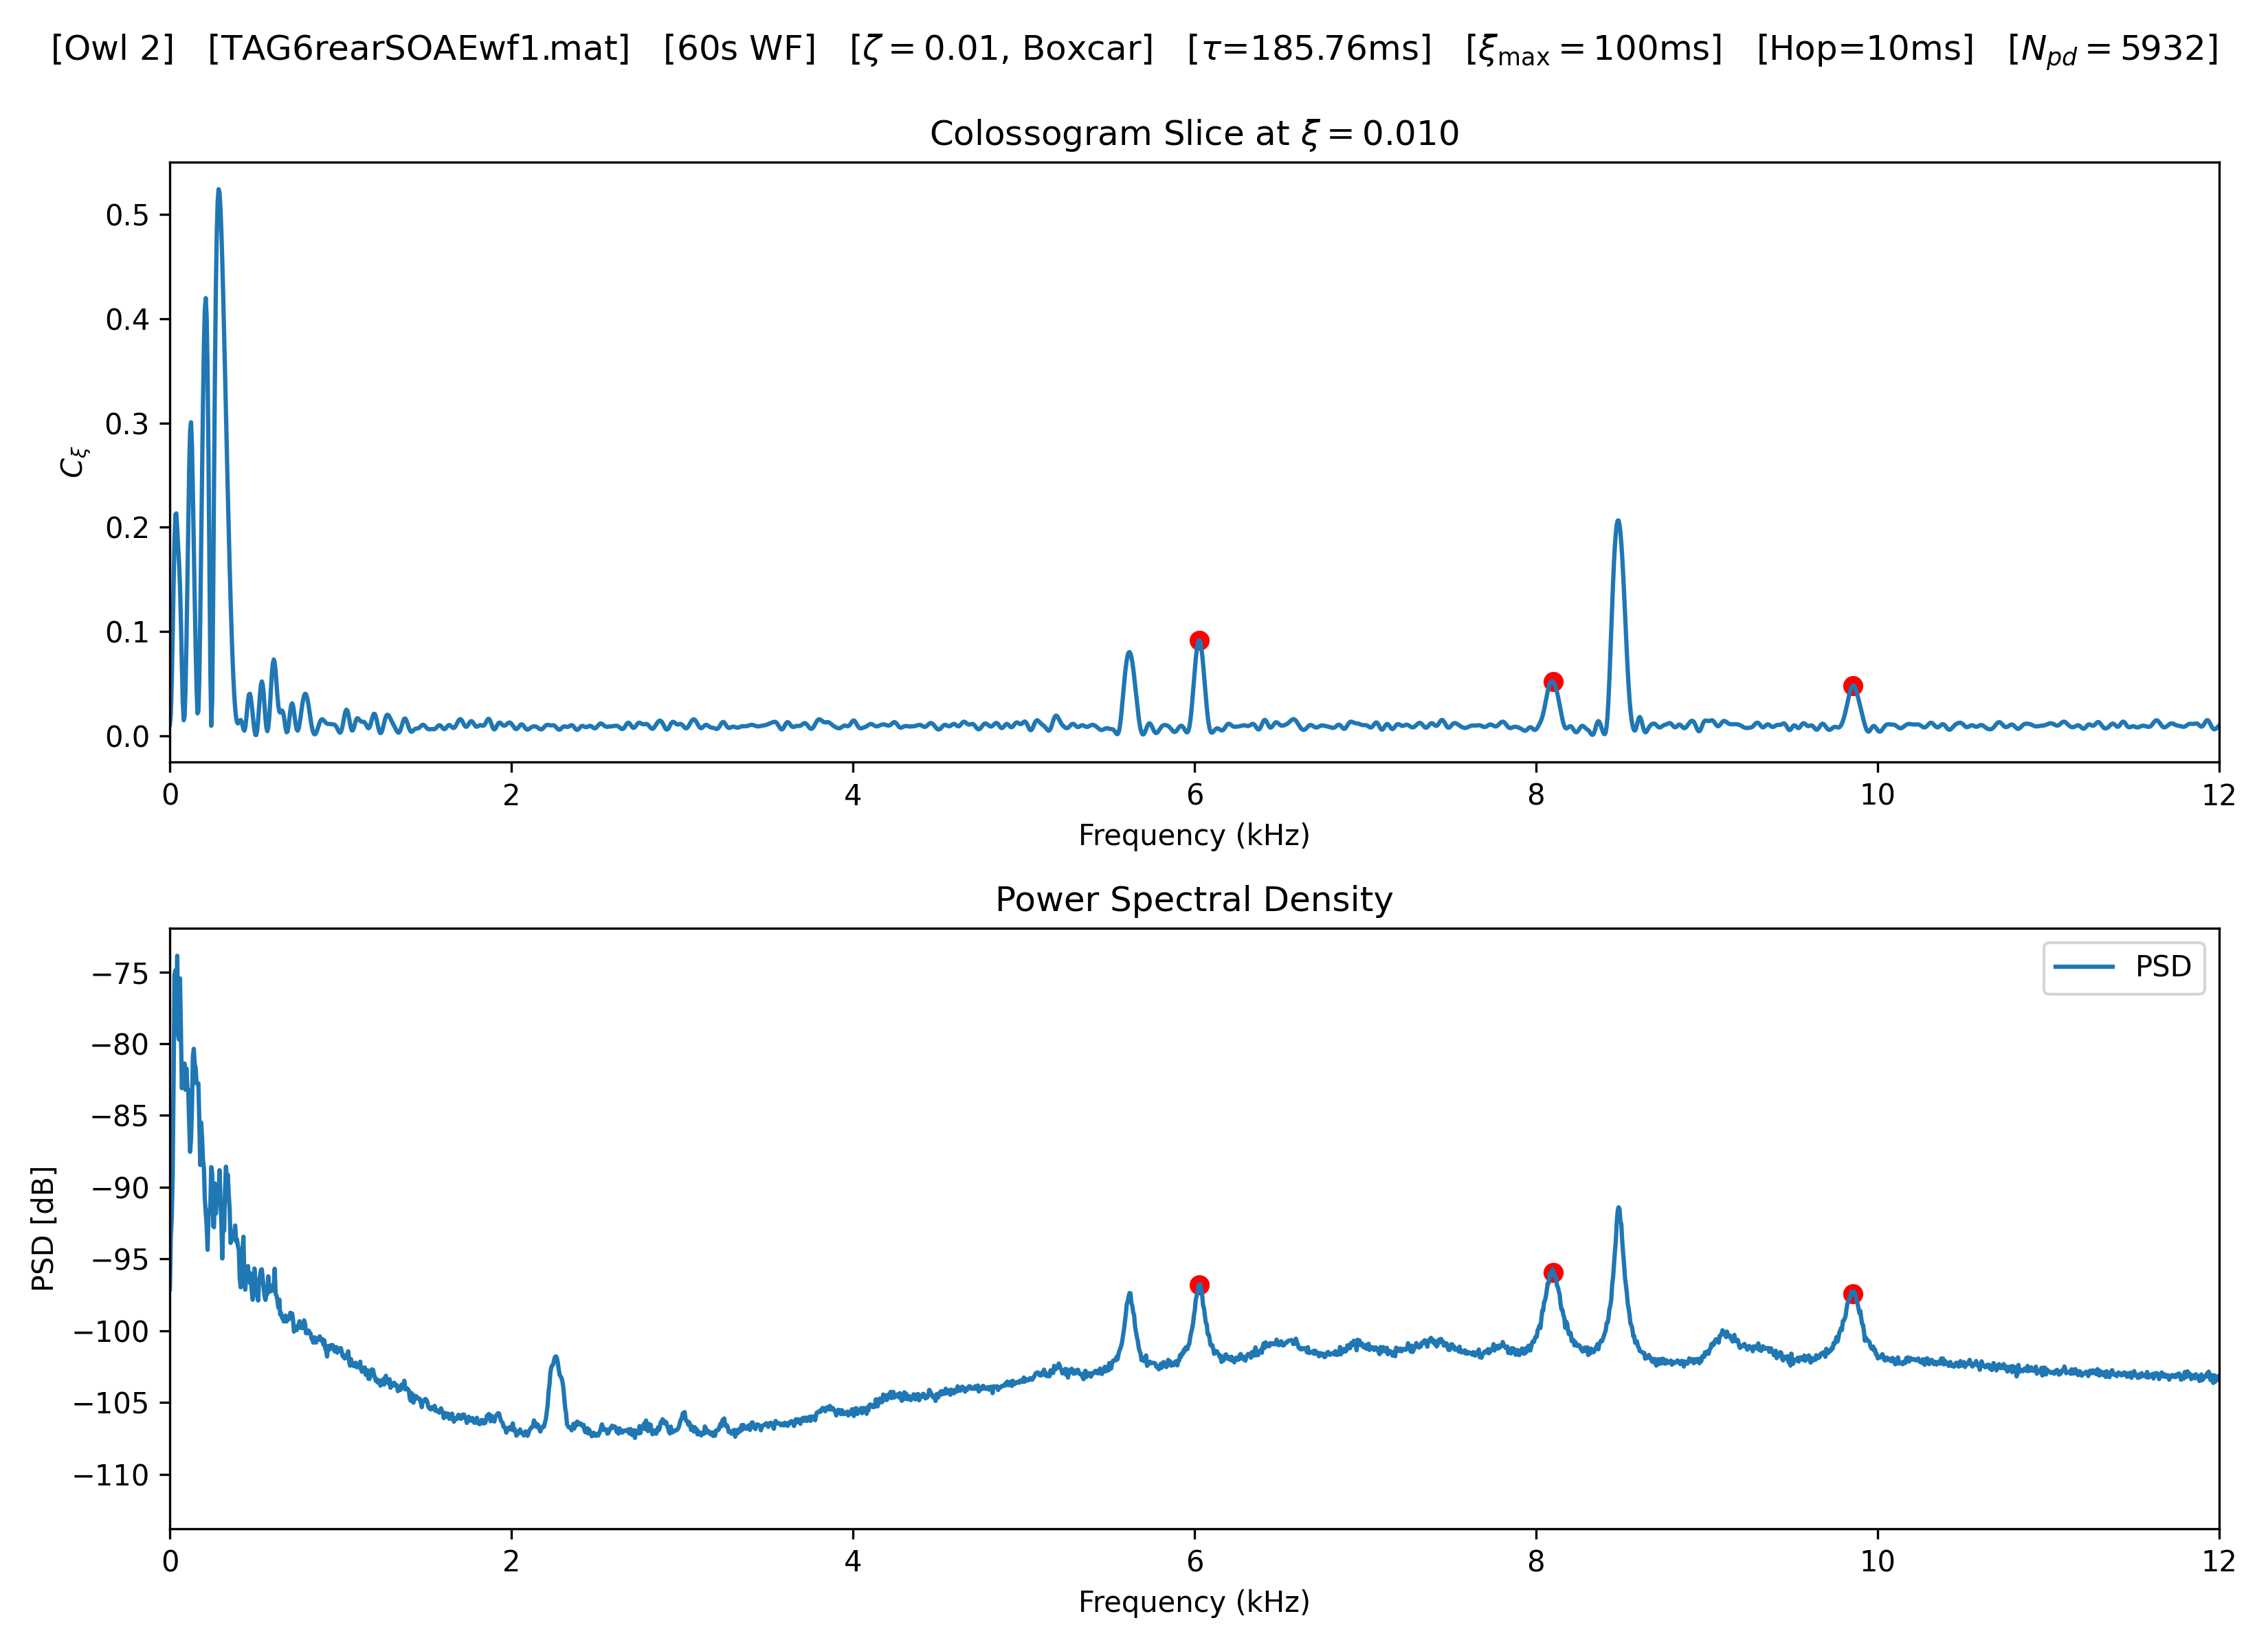 [Owl 2] [TAG6rearSOAEwf1.mat] [60s WF] [ζ = 0.01, Boxcar] [τ=185.76ms] [ξmax = 100ms] [Hop=10ms] [Npd = 5932]
Colossogram Slice at ξ = 0.010
0.5
0.4
0.3
0.2
0.1
0.0
Cξ
0 2 4 6 8 10 12
Frequency (kHz)
Power Spectral Density
PSD
−75
−80
−85
−90
−95
−100
−105
−110
PSD [dB]
0 2 4 6 8 10 12
Frequency (kHz)